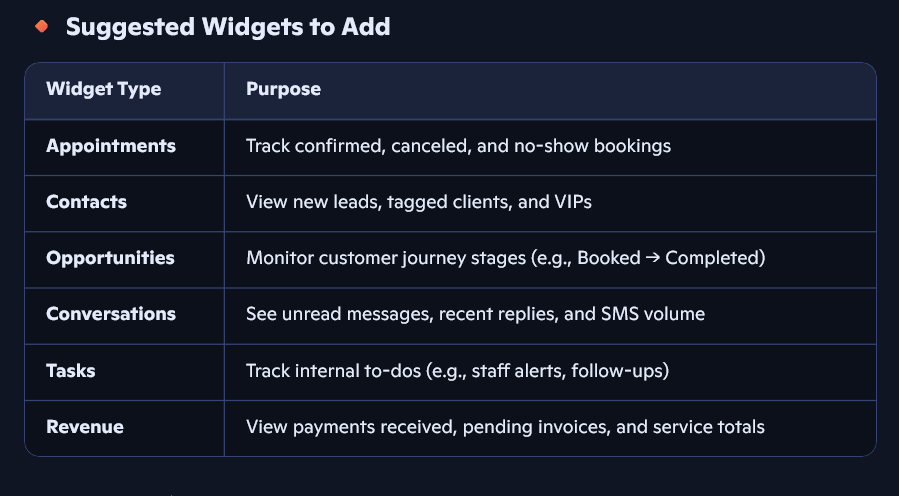 Suggested Widgets to Add
Widget Type Purpose
Appointments Track confirmed, canceled, and no-show bookings
Contacts View new leads, tagged clients, and VIPs
Opportunities Monitor customer journey stages (e.g., Booked → Completed)
Conversations See unread messages, recent replies, and SMS volume
Tasks Track internal to-dos (e.g., staff alerts, follow-ups)
Revenue View payments received, pending invoices, and service totals